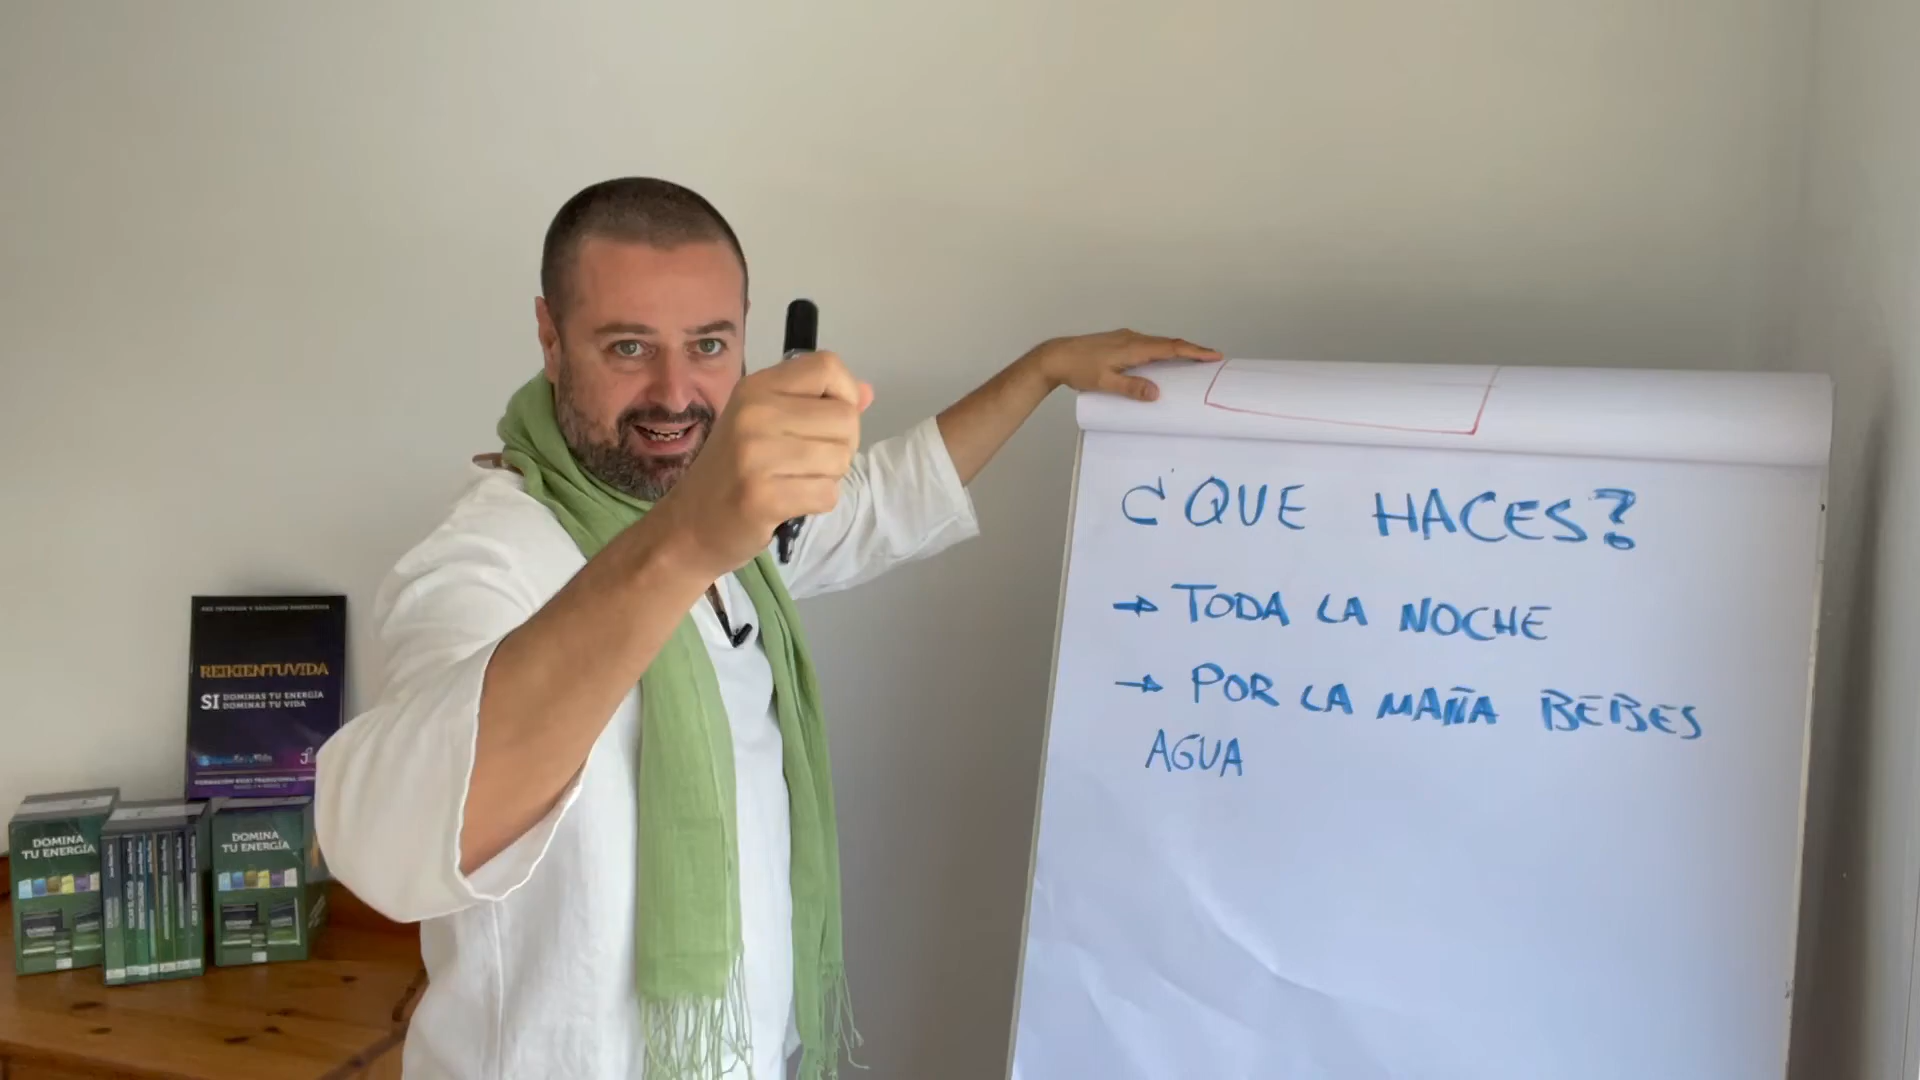 ¿QUE HACES?
→ TODA LA NOCHE
→ POR LA MAÑA BEBES
AGUA
REIKIENTUVIDA
SI DOMINAS TU ENERGÍA
DOMINAS TU VIDA
DOMINA
TU ENERGÍA
DOMINA
TU ENERGÍA